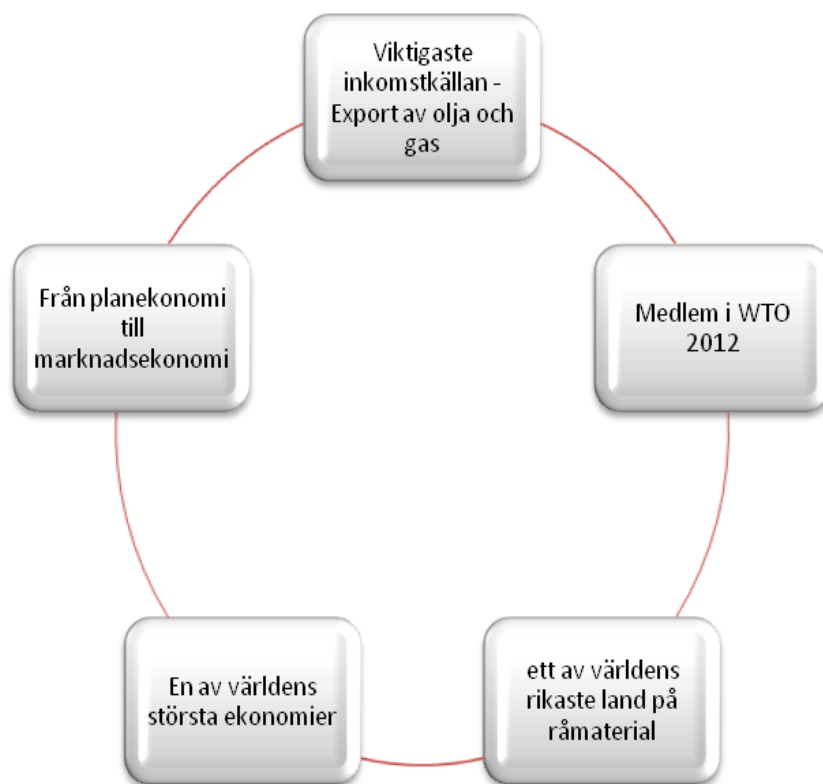 Viktigaste
inkomstkällan -
Export av olja och
gas
Medlem i WTO
2012
ett av världens
rikaste land på
råmaterial
En av världens
största ekonomier
Från planekonomi
till
marknadsekonomi